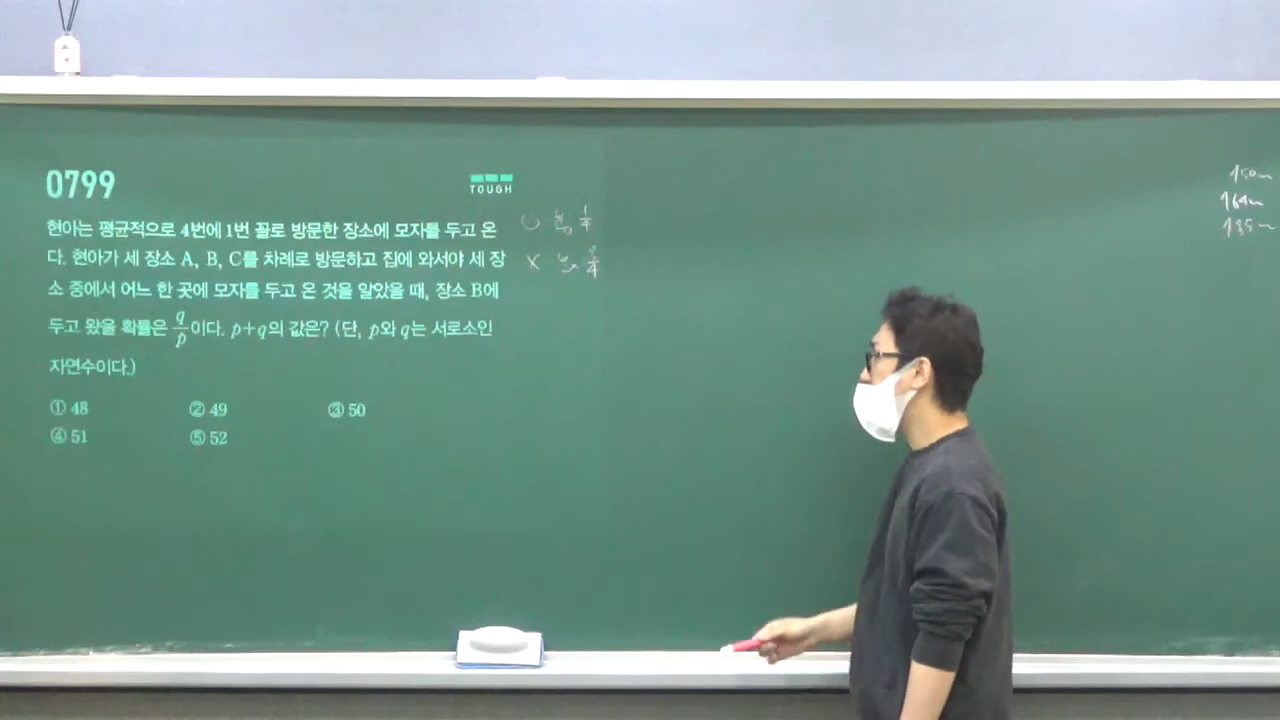 0799
TOUGH
현아는 평균적으로 4번에 1번 꼴로 방문한 장소에 모자를 두고 온
다. 현아가 세 장소 A, B, C를 차례로 방문하고 집에 와서야 세 장
소 중에서 어느 한 곳에 모자를 두고 온 것을 알았을 때, 장소 B에
두고 왔을 확률은 q/p이다. p+q의 값은? (단, p와 q는 서로소인
자연수이다.)
① 48 ② 49 ③ 50
④ 51 ⑤ 52
1/4
× 3/4